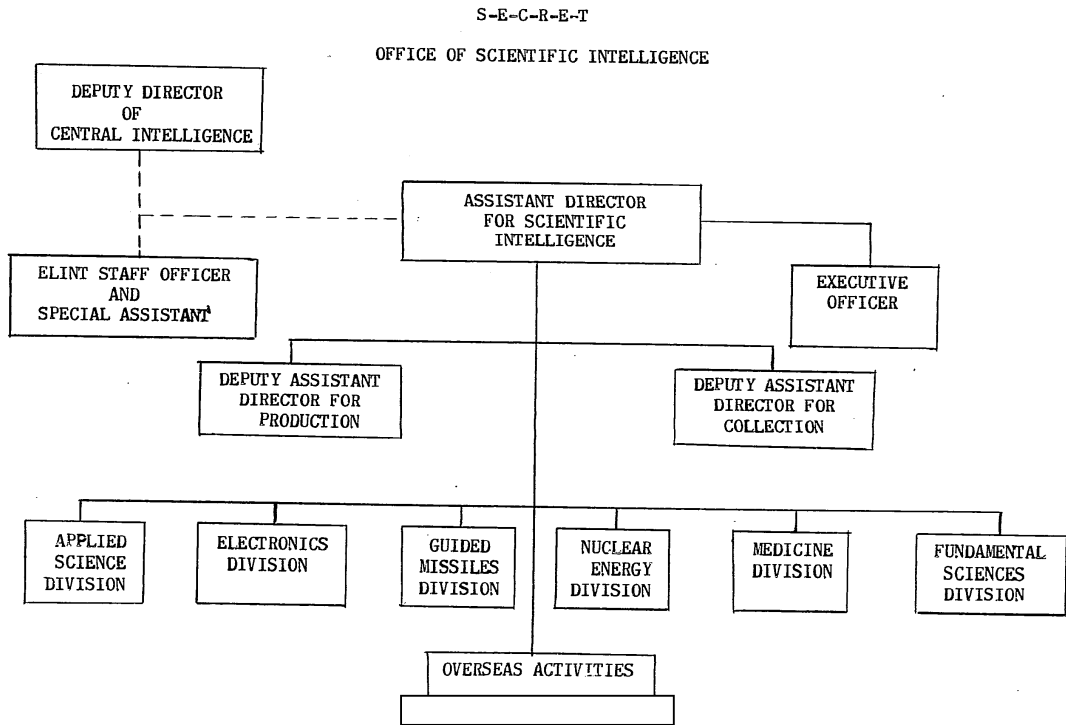 S-E-C-R-E-T
OFFICE OF SCIENTIFIC INTELLIGENCE
DEPUTY DIRECTOR
OF
CENTRAL INTELLIGENCE
ASSISTANT DIRECTOR
FOR SCIENTIFIC
INTELLIGENCE
ELINT STAFF OFFICER
AND
SPECIAL ASSISTANT¹
EXECUTIVE
OFFICER
DEPUTY ASSISTANT
DIRECTOR FOR
PRODUCTION
DEPUTY ASSISTANT
DIRECTOR FOR
COLLECTION
APPLIED
SCIENCE
DIVISION
ELECTRONICS
DIVISION
GUIDED
MISSILES
DIVISION
NUCLEAR
ENERGY
DIVISION
MEDICINE
DIVISION
FUNDAMENTAL
SCIENCES
DIVISION
OVERSEAS ACTIVITIES